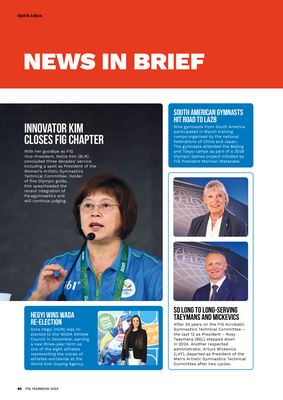 Quick takes
NEWS IN BRIEF
INNOVATOR KIM
CLOSES FIG CHAPTER
With her goodbye as FIG
Vice-President, Nellie Kim (BLR)
concluded three decades' service
including a spell as President of the
Women's Artistic Gymnastics
Technical Committee. Holder
of five Olympic golds,
Kim spearheaded the
recent integration of
Paragymnastics and
will continue judging.
HEGYI WINS WADA
RE-ELECTION
Dora Hegyi (HUN) was re-
elected to the WADA Athlete
Council in December, earning
a new three-year term as
one of the eight athletes
representing the voices of
athletes worldwide at the
World Anti-Doping Agency.
SOUTH AMERICAN GYMNASTS
HIT ROAD TO LA28
Nine gymnasts from South America
participated in March training
camps organised by the national
federations of China and Japan.
The gymnasts attended the Beijing
and Tokyo camps as part of a 2028
Olympic Games project initiated by
FIG President Morinari Watanabe.
SO LONG TO LONG-SERVING
TAEYMANS AND MICKEVICS
After 24 years on the FIG Acrobatic
Gymnastics Technical Committee –
the last 12 as President – Rosy
Taeymans (BEL) stepped down
in 2024. Another respected
administrator, Arturs Mickevics
(LAT), departed as President of the
Men's Artistic Gymnastics Technical
Committee after two cycles.
FIG YEARBOOK 2024